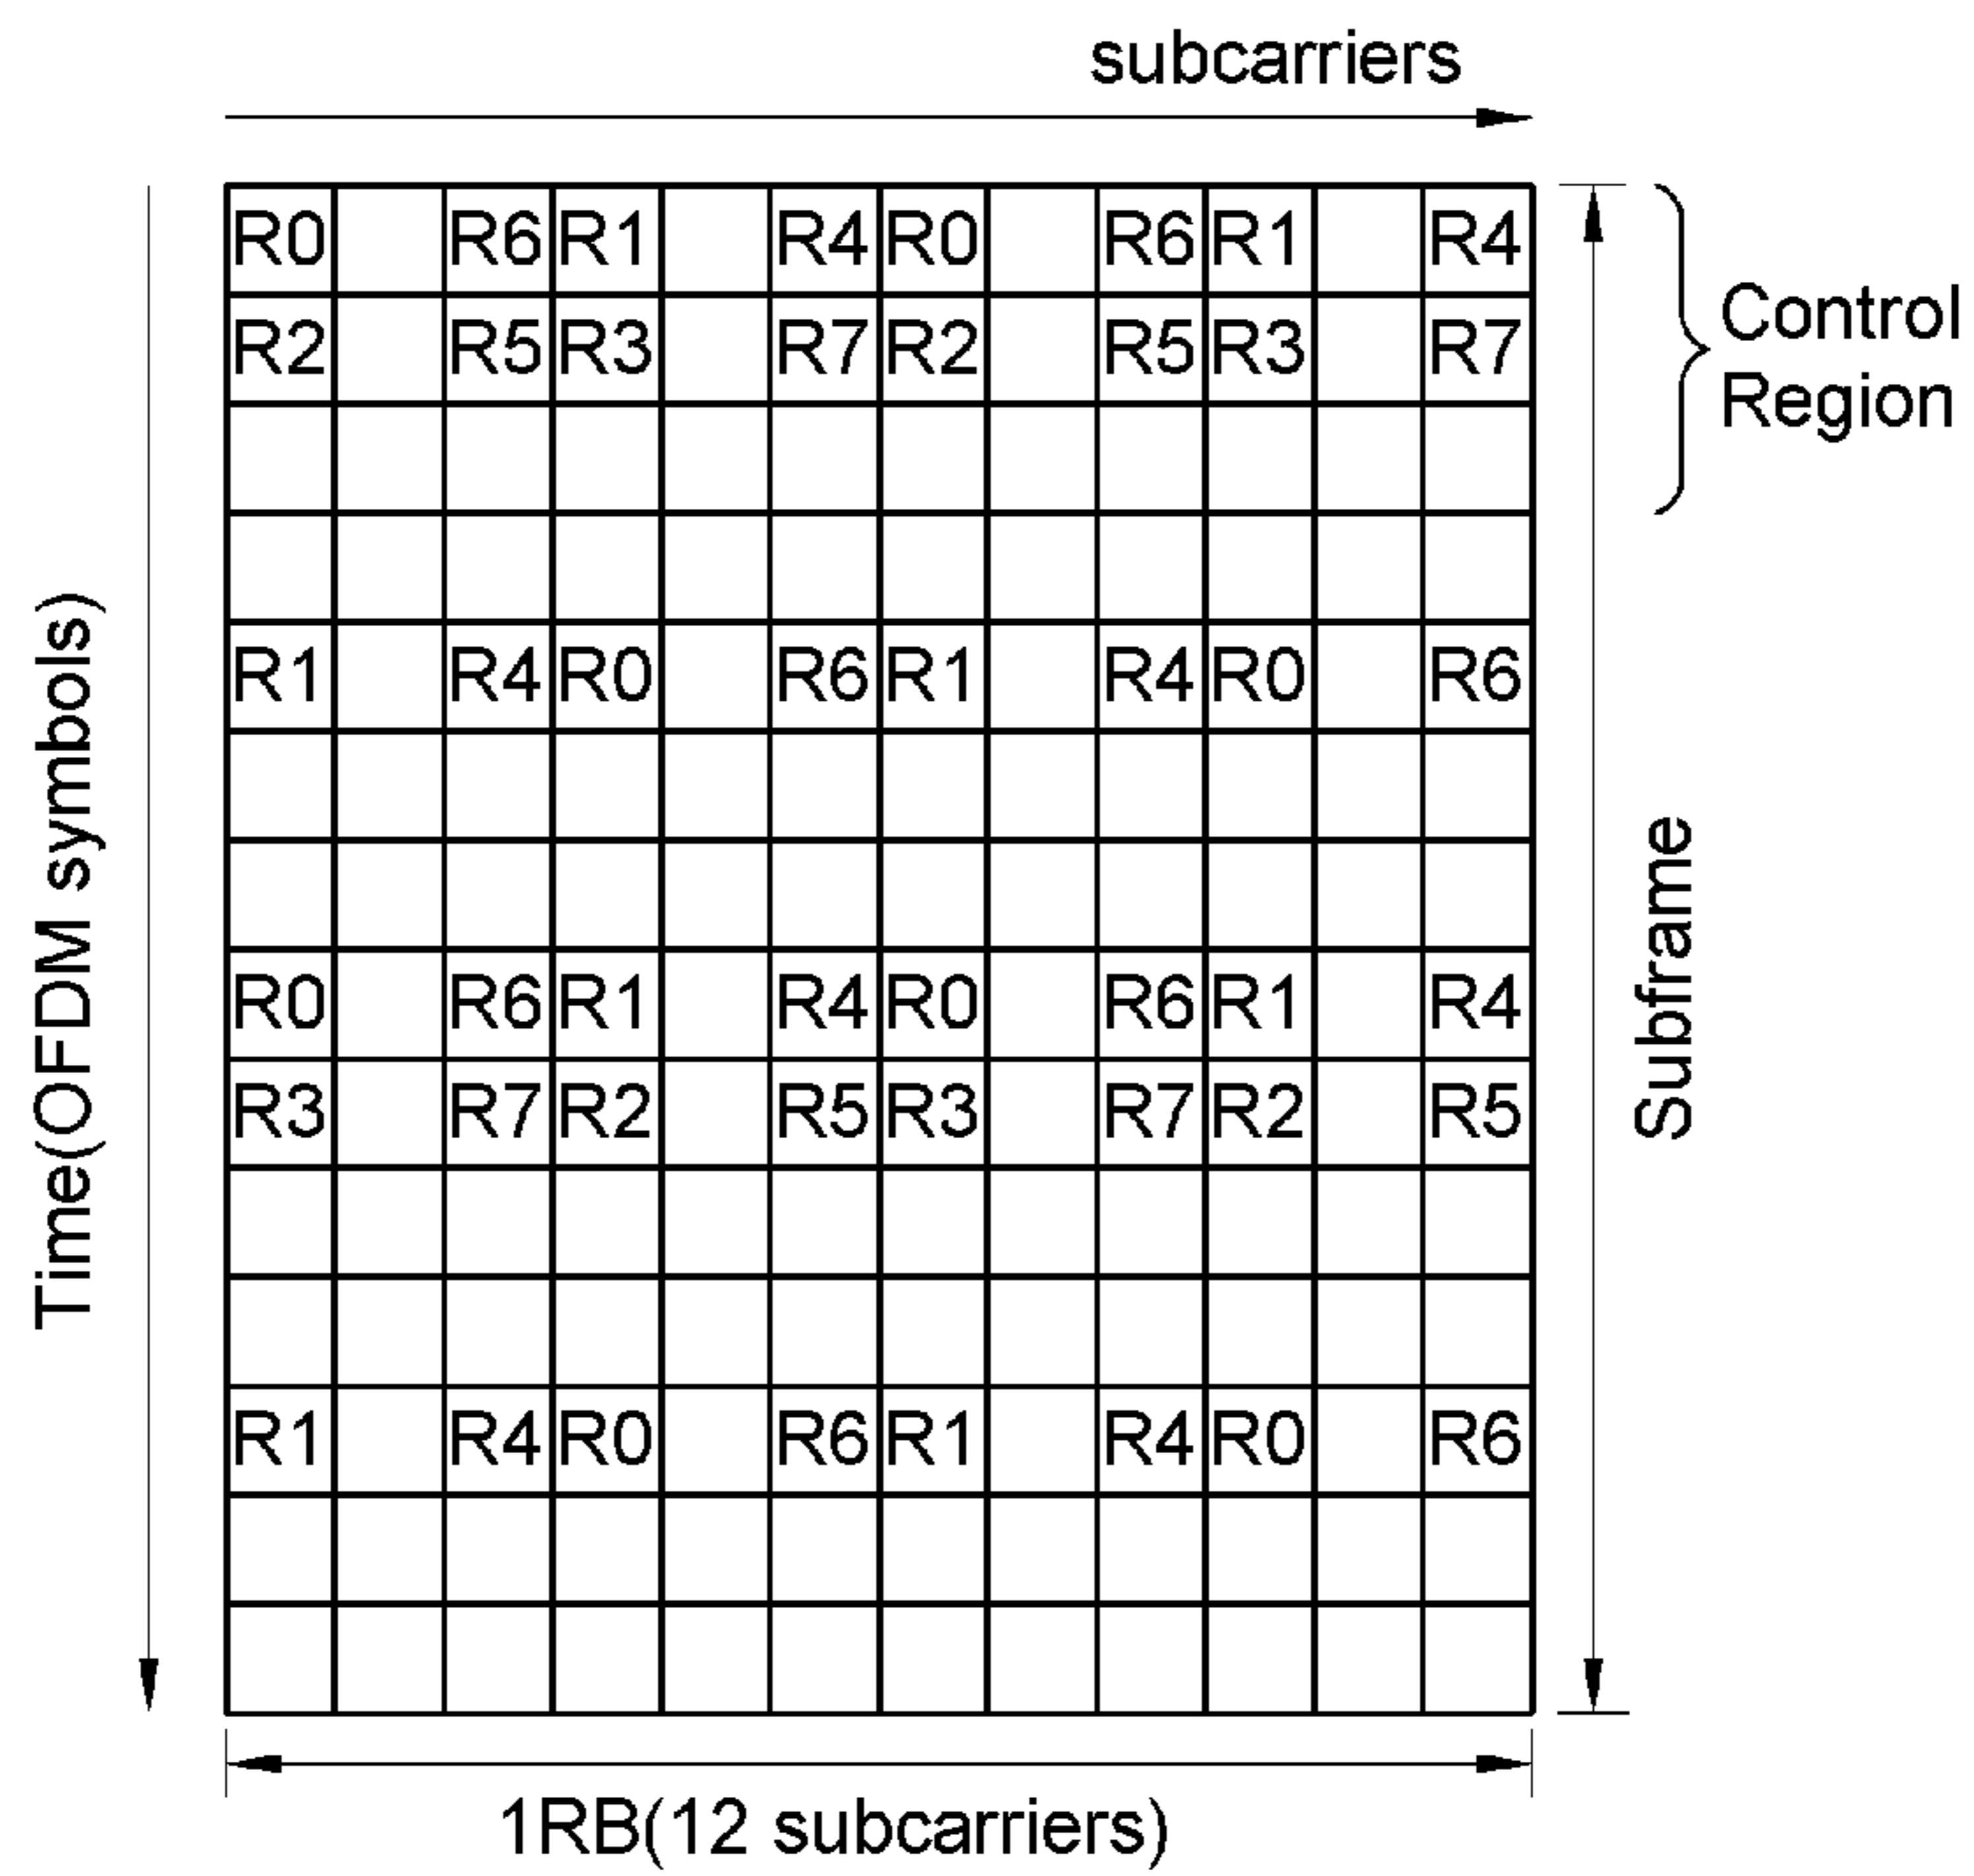 subcarriers
R0 R6 R1 R4 R0 R6 R1 R4
R2 R5 R3 R7 R2 R5 R3 R7
Control
Region
R1 R4 R0 R6 R1 R4 R0 R6
R0 R6 R1 R4 R0 R6 R1 R4
R3 R7 R2 R5 R3 R7 R2 R5
R1 R4 R0 R6 R1 R4 R0 R6
Time(OFDM symbols)
Subframe
1RB(12 subcarriers)